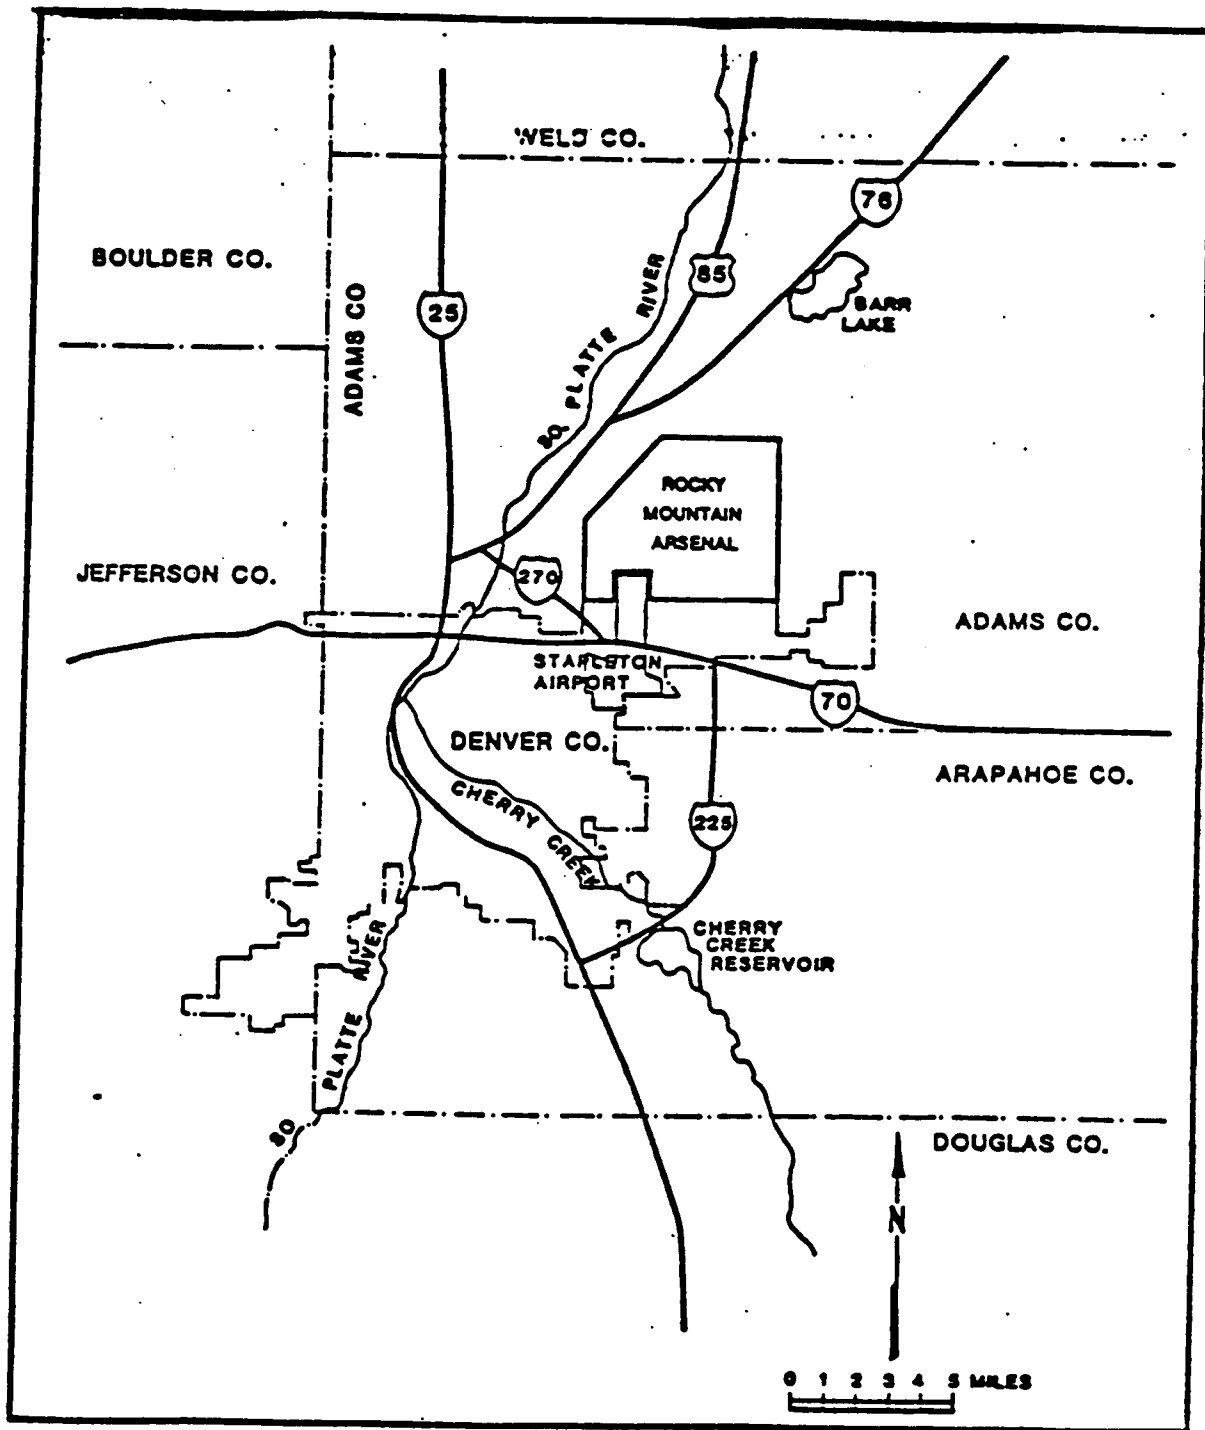 WELD CO.
76
BOULDER CO.
85
SO. PLATTE RIVER
BARR
LAKE
25
ADAMS CO
ROCKY
MOUNTAIN
ARSENAL
JEFFERSON CO.
270
ADAMS CO.
STAPLETON
AIRPORT
70
DENVER CO.
ARAPAHOE CO.
CHERRY CREEK
225
CHERRY
CREEK
RESERVOIR
SO PLATTE RIVER
DOUGLAS CO.
N
0 1 2 3 4 5 MILES